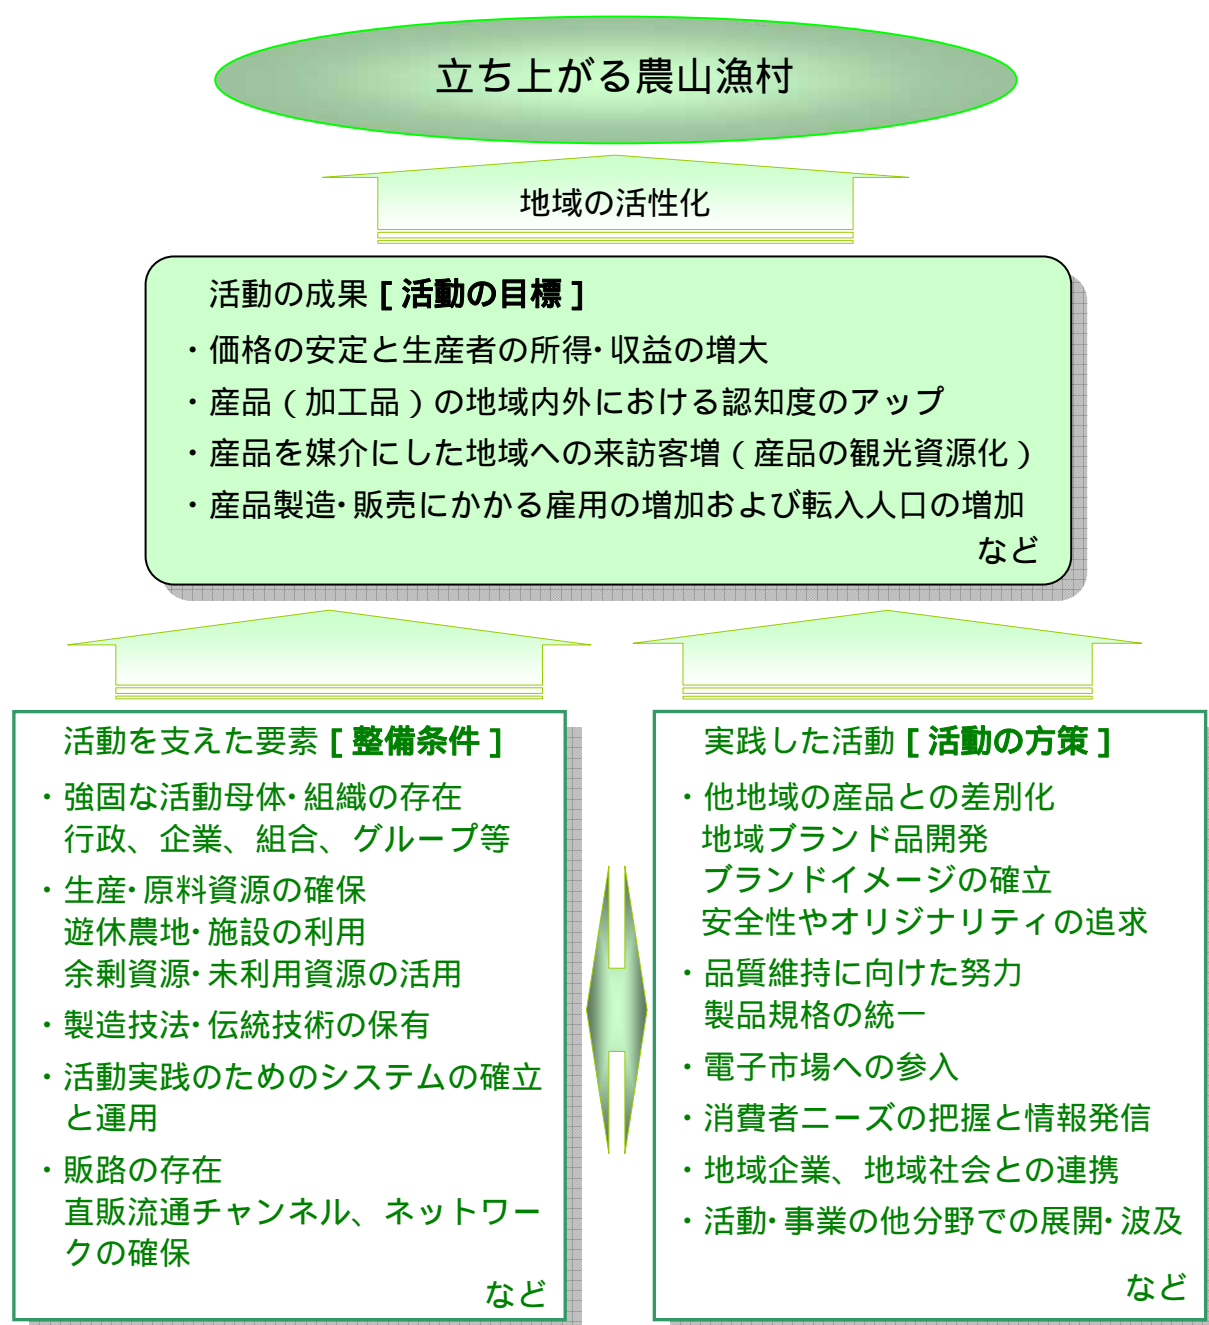 立ち上がる農山漁村
地域の活性化
活動の成果 [ 活動の目標 ]
・価格の安定と生産者の所得・収益の増大
・産品（加工品）の地域内外における認知度のアップ
・産品を媒介にした地域への来訪客増（産品の観光資源化）
・産品製造・販売にかかる雇用の増加および転入人口の増加
など
活動を支えた要素 [ 整備条件 ]
・強固な活動母体・組織の存在
行政、企業、組合、グループ等
・生産・原料資源の確保
遊休農地・施設の利用
余剰資源・未利用資源の活用
・製造技法・伝統技術の保有
・活動実践のためのシステムの確立
と運用
・販路の存在
直販流通チャンネル、ネットワー
クの確保
など
実践した活動 [ 活動の方策 ]
・他地域の産品との差別化
地域ブランド品開発
ブランドイメージの確立
安全性やオリジナリティの追求
・品質維持に向けた努力
製品規格の統一
・電子市場への参入
・消費者ニーズの把握と情報発信
・地域企業、地域社会との連携
・活動・事業の他分野での展開・波及
など